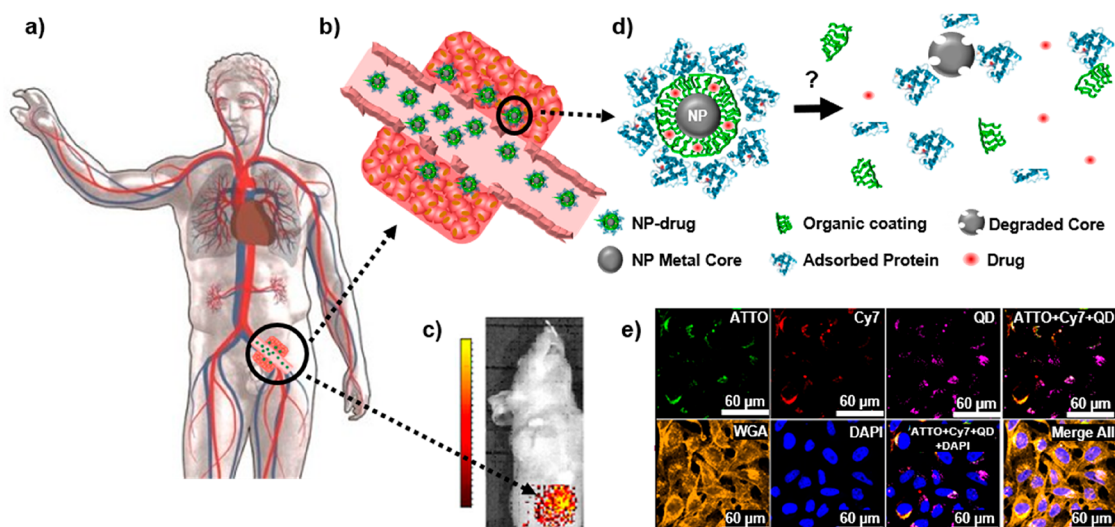 a)
b)
d)
?
NP
NP-drug
Organic coating
Degraded Core
NP Metal Core
Adsorbed Protein
Drug
c)
e)
ATTO
Cy7
QD
ATTO+Cy7+QD
60 µm
60 µm
60 µm
60 µm
WGA
DAPI
ATTO+Cy7+QD
+DAPI
Merge All
60 µm
60 µm
60 µm
60 µm